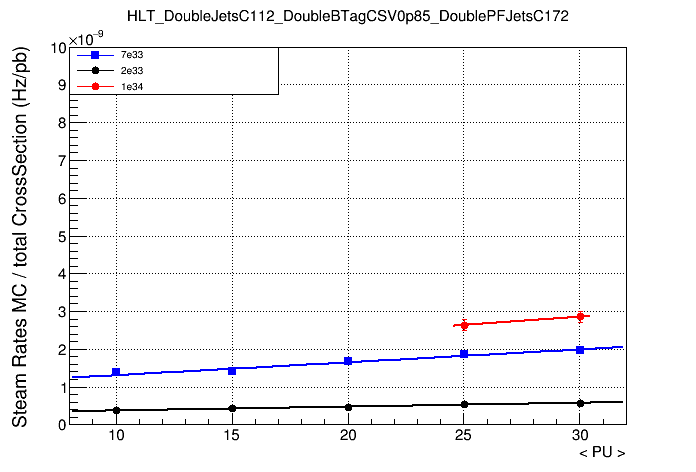 HLT_DoubleJetsC112_DoubleBTagCSV0p85_DoublePFJetsC172
×10⁻⁹
Steam Rates MC / total CrossSection (Hz/pb)
7e33
2e33
1e34
10
9
8
7
6
5
4
3
2
1
0
10 15 20 25 30
< PU >